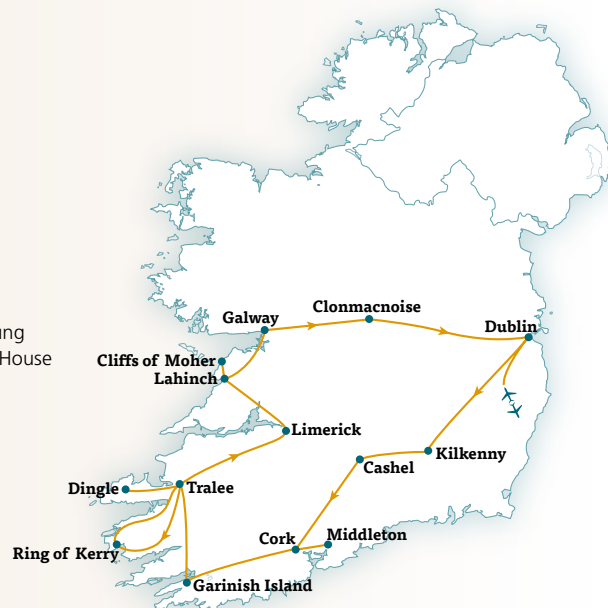 Galway
Clonmacnoise
Dublin
ung
House
Cliffs of Moher
Lahinch
Limerick
Kilkenny
Cashel
Dingle
Tralee
Cork
Middleton
Ring of Kerry
Garinish Island